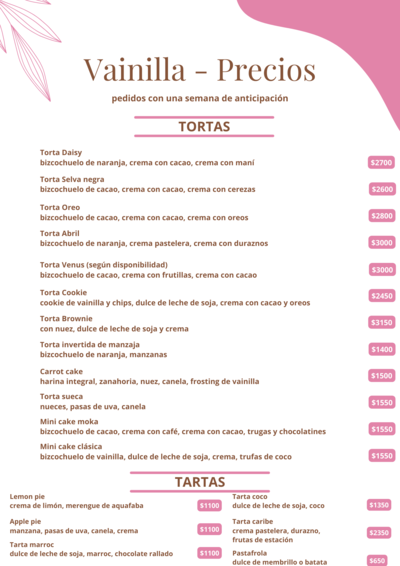 Vainilla - Precios
pedidos con una semana de anticipación
TORTAS
Torta Daisy
bizcochuelo de naranja, crema con cacao, crema con maní
$2700
Torta Selva negra
bizcochuelo de cacao, crema con cacao, crema con cerezas
$2600
Torta Oreo
bizcochuelo de cacao, crema con cacao, crema con oreos
$2800
Torta Abril
bizcochuelo de naranja, crema pastelera, crema con duraznos
$3000
Torta Venus (según disponibilidad)
bizcochuelo de cacao, crema con frutillas, crema con cacao
$3000
Torta Cookie
cookie de vainilla y chips, dulce de leche de soja, crema con cacao y oreos
$2450
Torta Brownie
con nuez, dulce de leche de soja y crema
$3150
Torta invertida de manzaja
bizcochuelo de naranja, manzanas
$1400
Carrot cake
harina integral, zanahoria, nuez, canela, frosting de vainilla
$1500
Torta sueca
nueces, pasas de uva, canela
$1550
Mini cake moka
bizcochuelo de cacao, crema con café, crema con cacao, trugas y chocolatines
$1550
Mini cake clásica
bizcochuelo de vainilla, dulce de leche de soja, crema, trufas de coco
$1550
TARTAS
Lemon pie
crema de limón, merengue de aquafaba
$1100
Apple pie
manzana, pasas de uva, canela, crema
$1100
Tarta marroc
dulce de leche de soja, marroc, chocolate rallado
$1100
Tarta coco
dulce de leche de soja, coco
$1350
Tarta caribe
crema pastelera, durazno,
frutas de estación
$2350
Pastafrola
dulce de membrillo o batata
$650